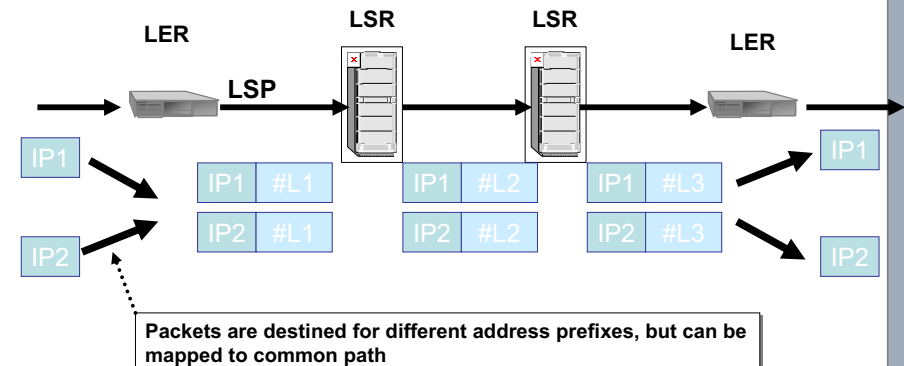 LSR
LSR
LER
LER
LSP
IP1
IP1
IP1 #L1
IP1 #L2
IP1 #L3
IP2 #L1
IP2 #L2
IP2 #L3
IP2
IP2
Packets are destined for different address prefixes, but can be
mapped to common path